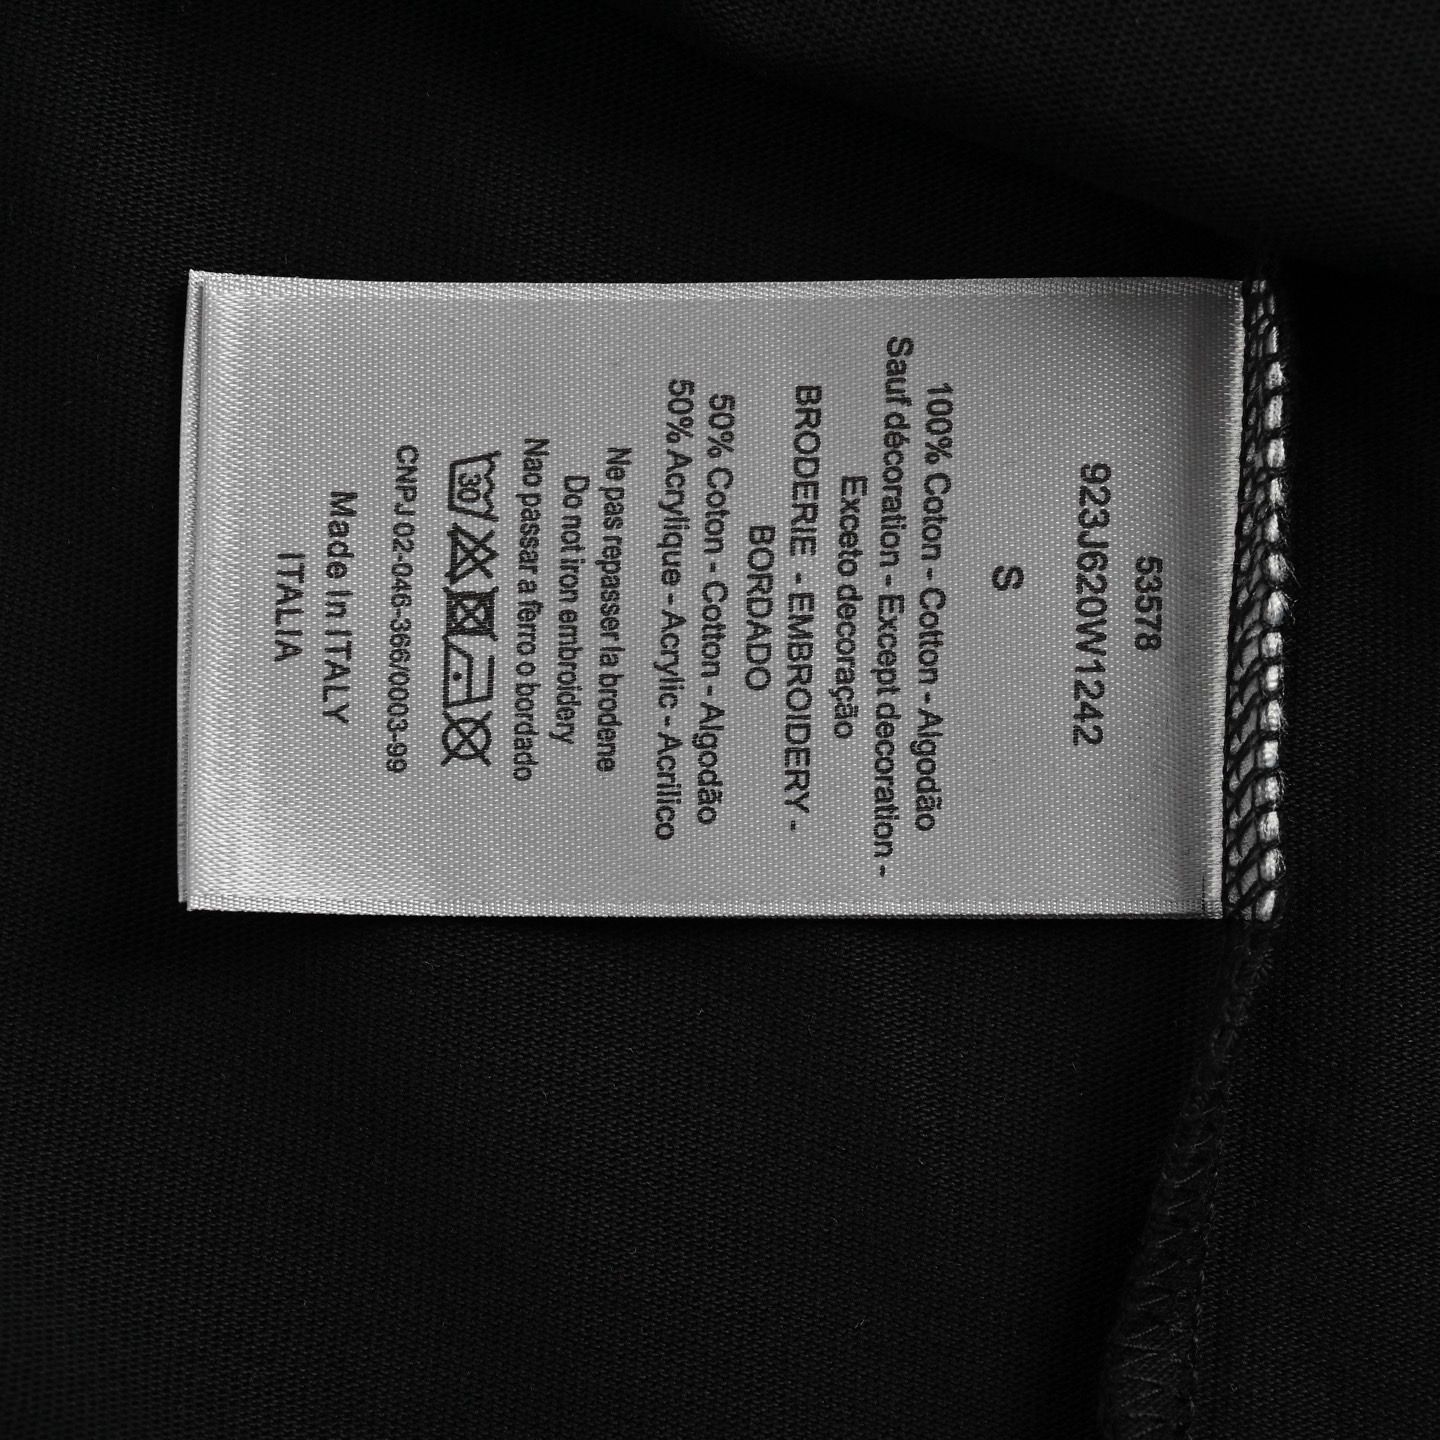 53578
923J620W1242
S
100% Coton - Cotton - Algodão
Sauf décoration - Except decoration -
Exceto decoração
BRODERIE - EMBROIDERY -
BORDADO
50% Coton - Cotton - Algodão
50% Acrylique - Acrylic - Acrilico
Ne pas repasser la brodene
Do not iron embroidery
Nao passar a ferro o bordado
30
CNPJ 02-046-366/0003-99
Made In ITALY
ITALIA